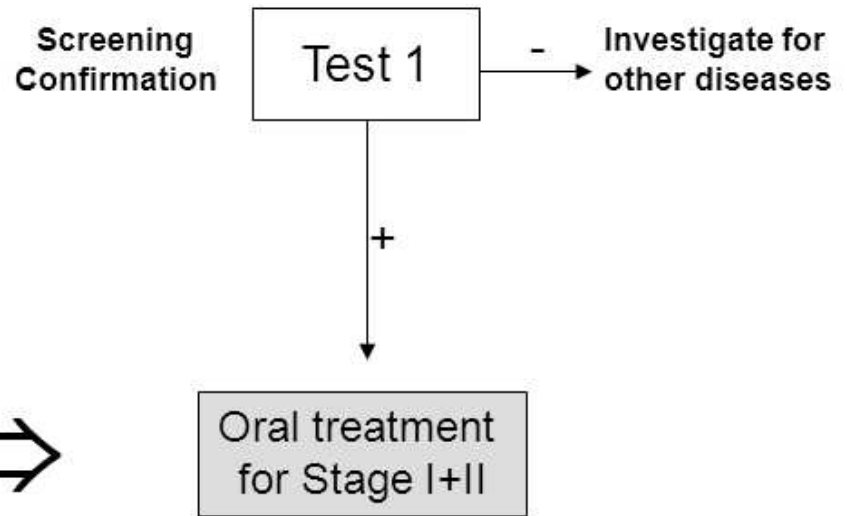 Screening
Confirmation
Test 1
-
Investigate for
other diseases
+
Oral treatment
for Stage I+II